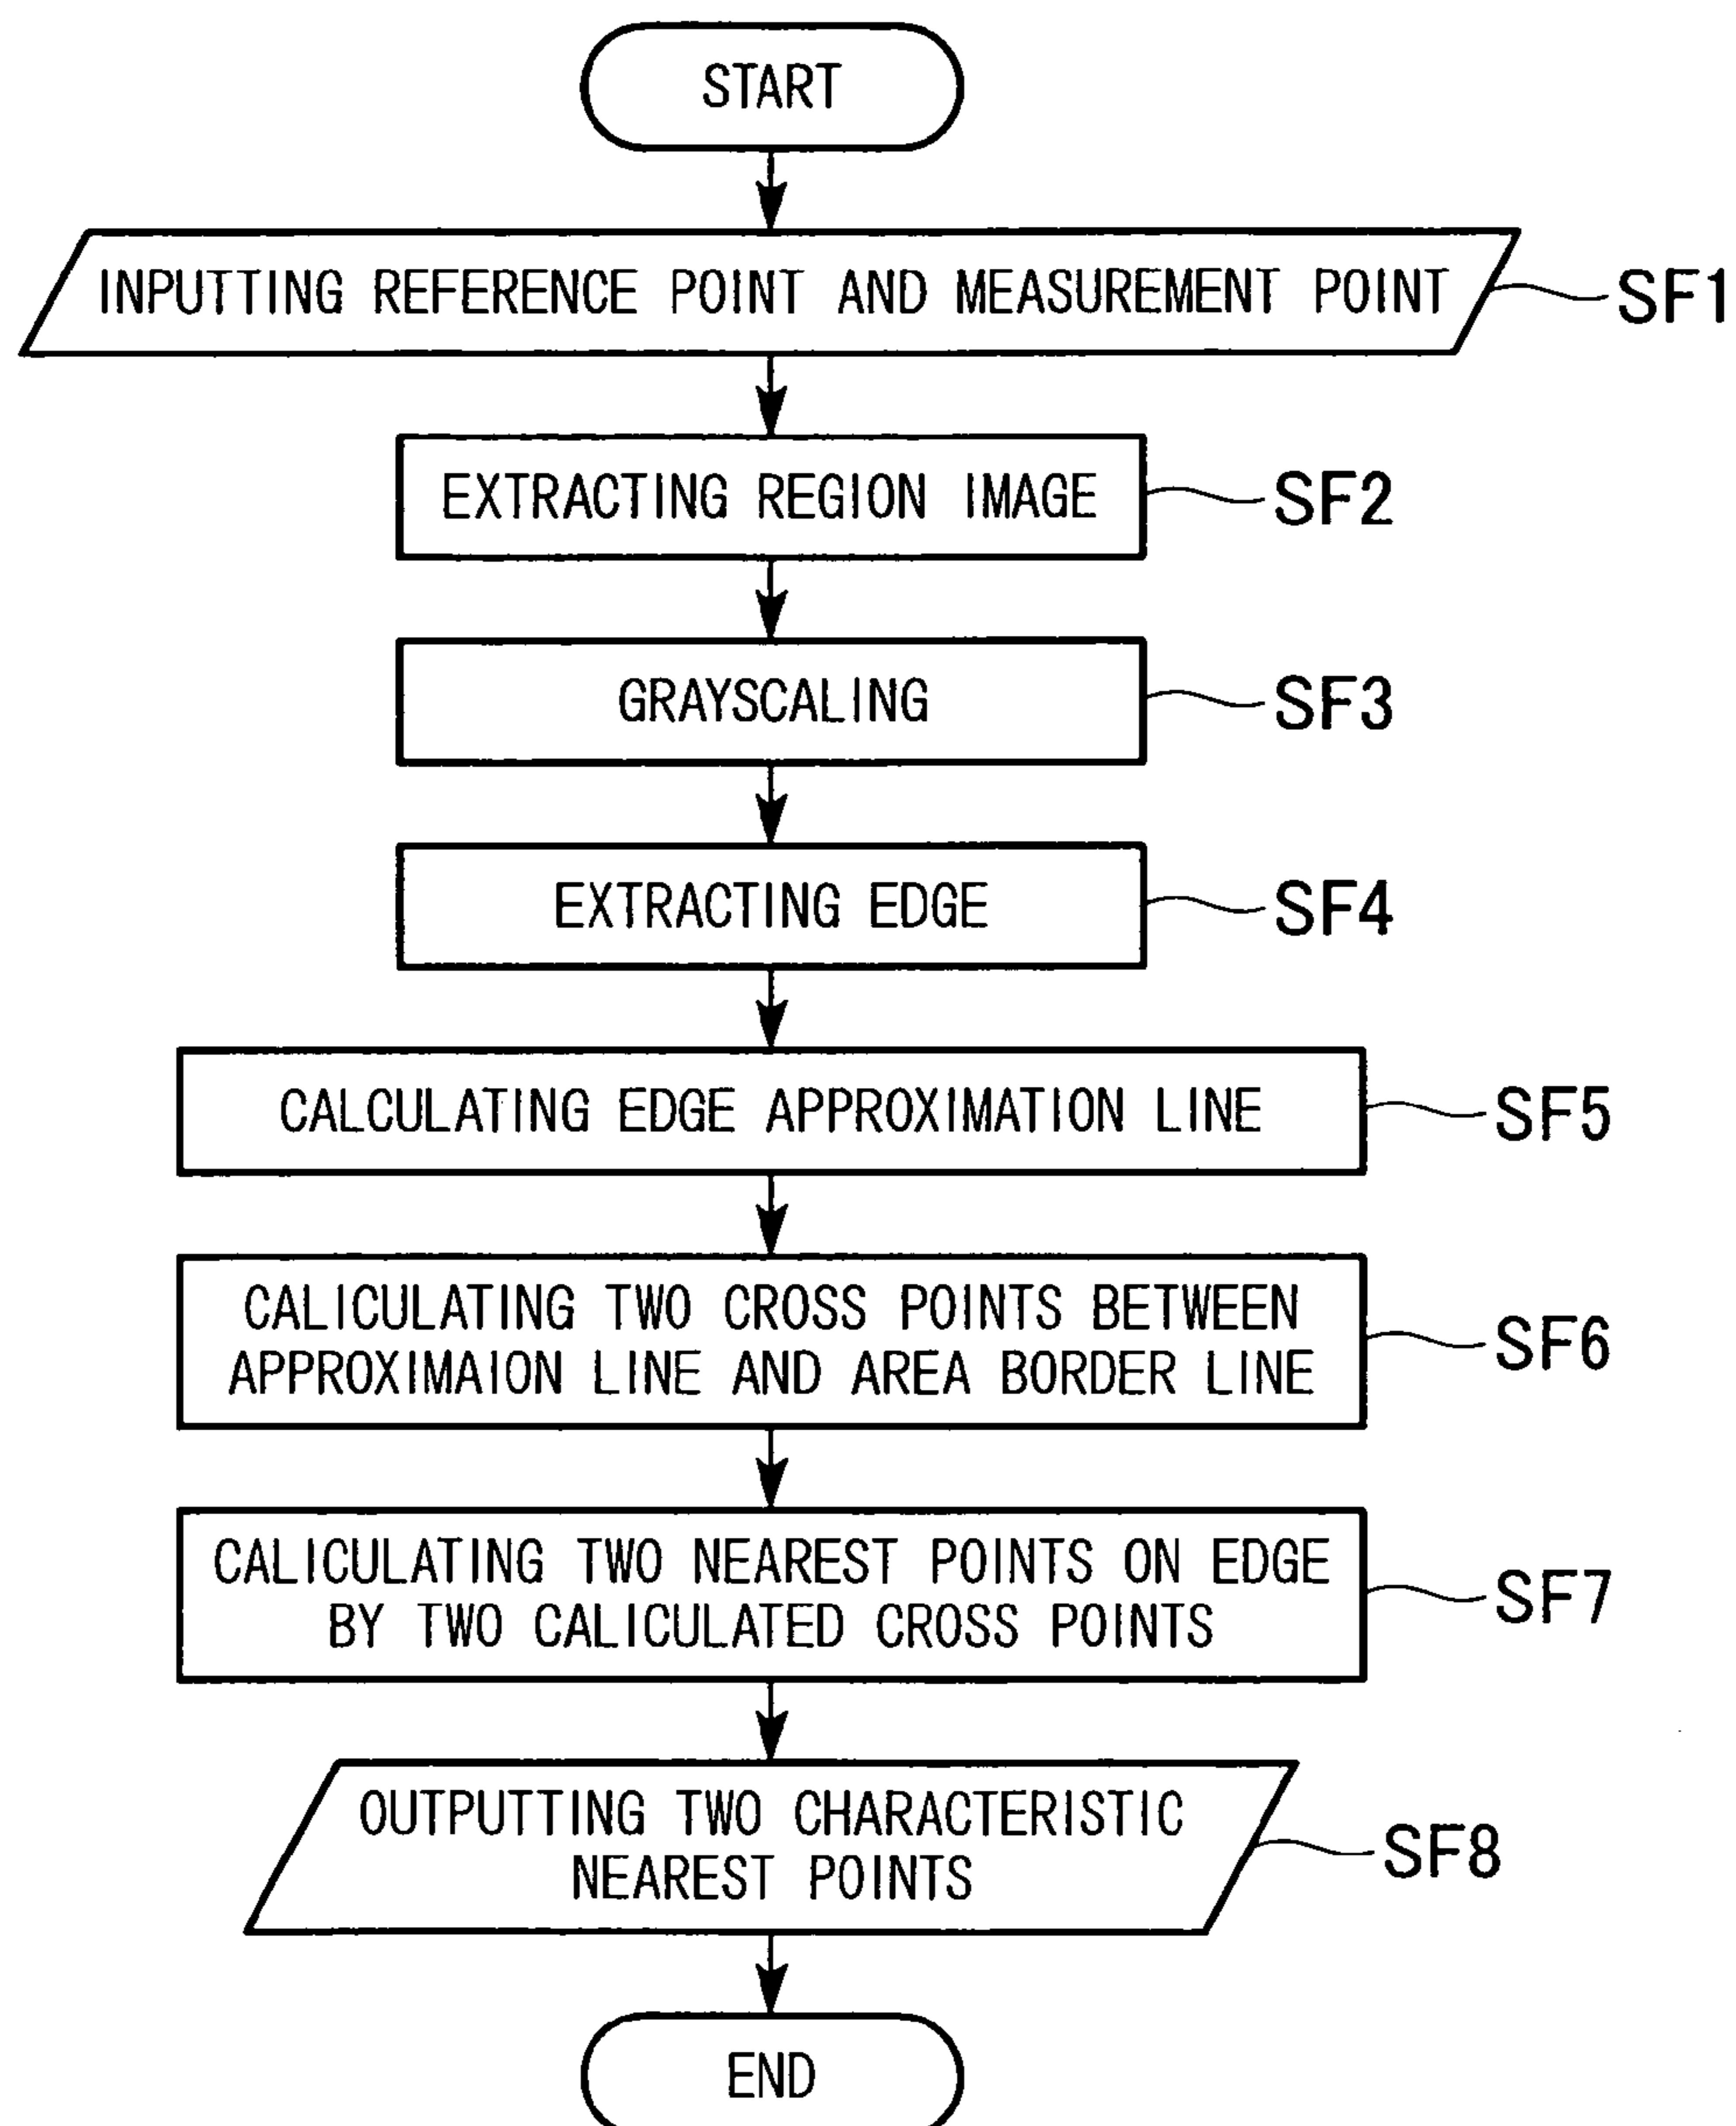 START
INPUTTING REFERENCE POINT AND MEASUREMENT POINT
SF1
EXTRACTING REGION IMAGE
SF2
GRAYSCALING
SF3
EXTRACTING EDGE
SF4
CALCULATING EDGE APPROXIMATION LINE
SF5
CALICULATING TWO CROSS POINTS BETWEEN
APPROXIMAION LINE AND AREA BORDER LINE
SF6
CALICULATING TWO NEAREST POINTS ON EDGE
BY TWO CALICULATED CROSS POINTS
SF7
OUTPUTTING TWO CHARACTERISTIC
NEAREST POINTS
SF8
END